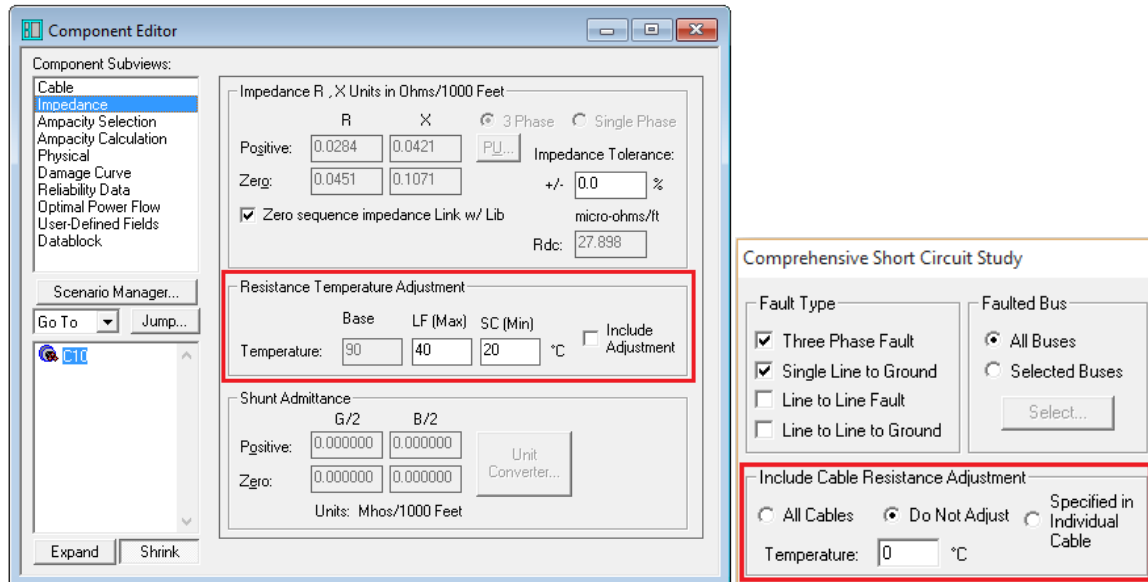 Component Editor
Component Subviews:
Cable
Impedance
Ampacity Selection
Ampacity Calculation
Physical
Damage Curve
Reliability Data
Optimal Power Flow
User-Defined Fields
Datablock
Scenario Manager...
Go To Jump...
C10
Expand Shrink
Impedance R , X Units in Ohms/1000 Feet
R X 3 Phase Single Phase
Positive: 0.0284 0.0421 PU... Impedance Tolerance:
Zero: 0.0451 0.1071 +/- 0.0 %
Zero sequence impedance Link w/ Lib micro-ohms/ft
Rdc: 27.898
Resistance Temperature Adjustment
Base LF (Max) SC (Min) Include
Temperature: 90 40 20 °C Adjustment
Shunt Admittance
G/2 B/2
Positive: 0.000000 0.000000 Unit
Zero: 0.000000 0.000000 Converter...
Units: Mhos/1000 Feet
Comprehensive Short Circuit Study
Fault Type
Three Phase Fault
Single Line to Ground
Line to Line Fault
Line to Line to Ground
Faulted Bus
All Buses
Selected Buses
Select...
Include Cable Resistance Adjustment
All Cables Do Not Adjust Specified in
Individual
Cable
Temperature: 0 °C